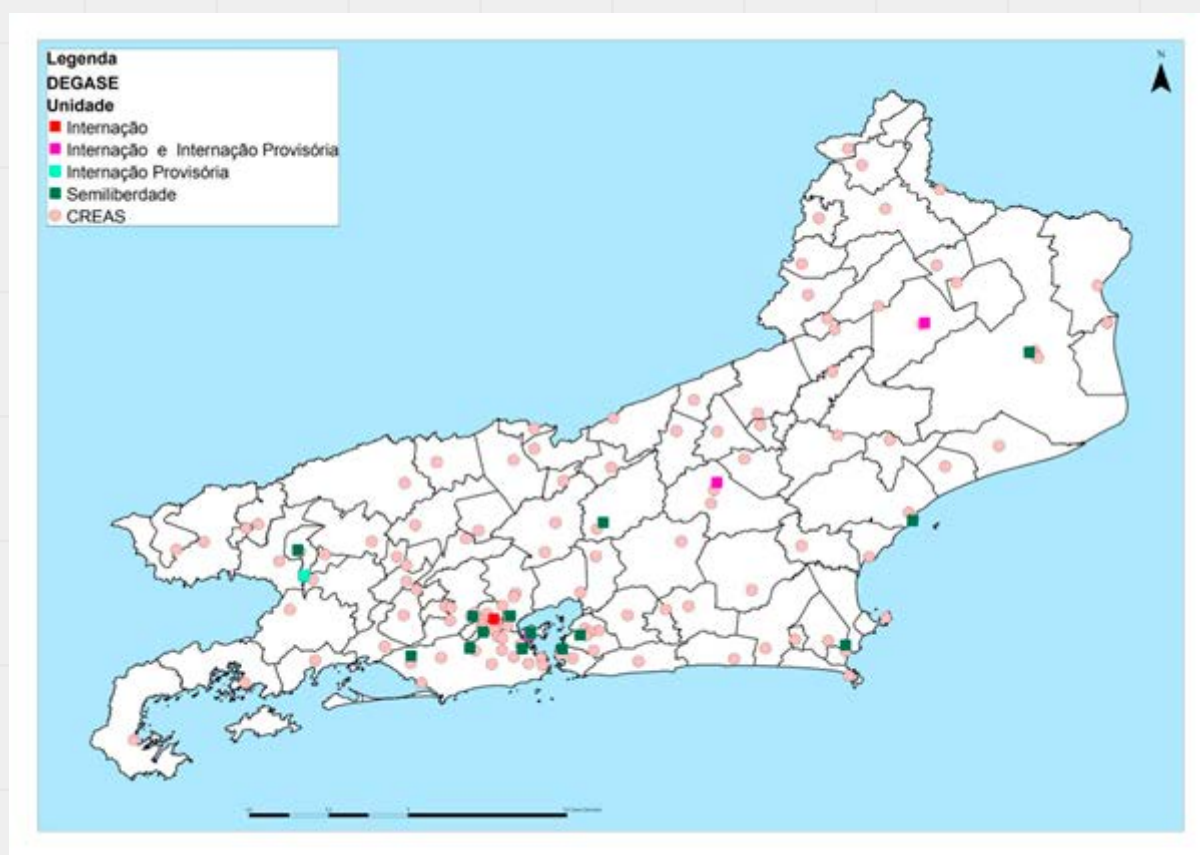 Legenda
DEGASE
Unidade
Internação
Internação e Internação Provisória
Internação Provisória
Semiliberdade
CREAS
N